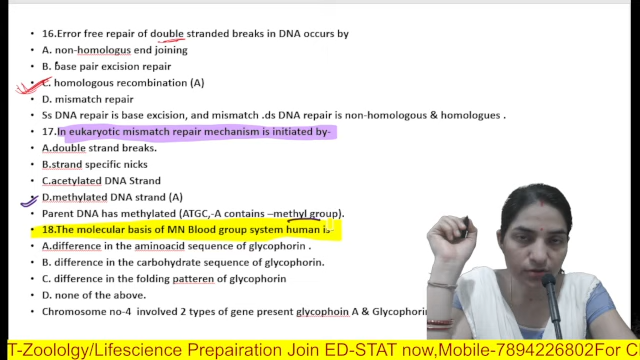 16.Error free repair of double stranded breaks in DNA occurs by
A. non-homologus end joining
B. base pair excision repair
C. homologous recombination (A)
D. mismatch repair
Ss DNA repair is base excision, and mismatch .ds DNA repair is non-homologous & homologues .
17.In eukaryotic mismatch repair mechanism is initiated by-
A.double strand breaks.
B.strand specific nicks
C.acetylated DNA Strand
D.methylated DNA strand (A)
Parent DNA has methylated (ATGC,-A contains –methyl group).
18.The molecular basis of MN Blood group system human is-
A.difference in the aminoacid sequence of glycophorin .
B. difference in the carbohydrate sequence of glycophorin.
C. difference in the folding patteren of glycophorin
D. none of the above.
Chromosome no-4 involved 2 types of gene present glycophoin A & Glycophorin
T-Zoololgy/Lifescience Prepairation Join ED-STAT now,Mobile-7894226802For C